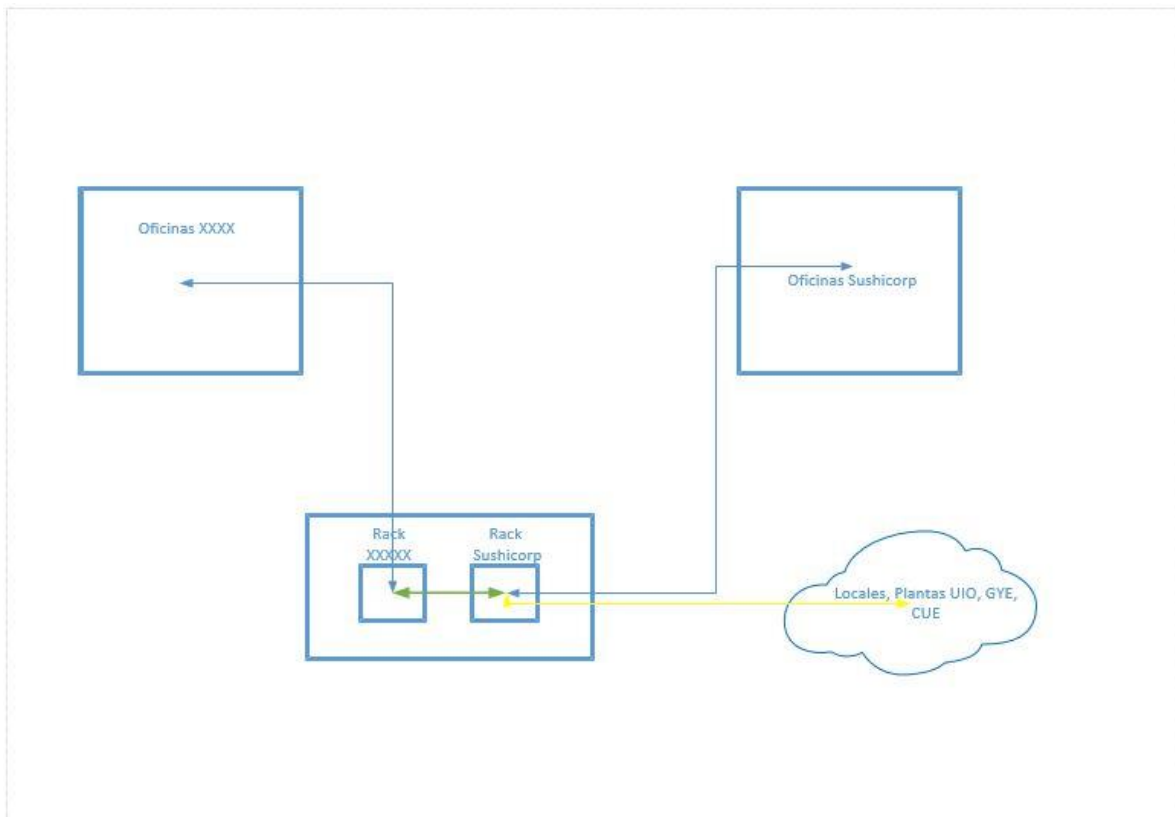 Oficinas XXXX
Oficinas Sushicorp
Rack
XXXXX
Rack
Sushicorp
Locales, Plantas UIO, GYE,
CUE